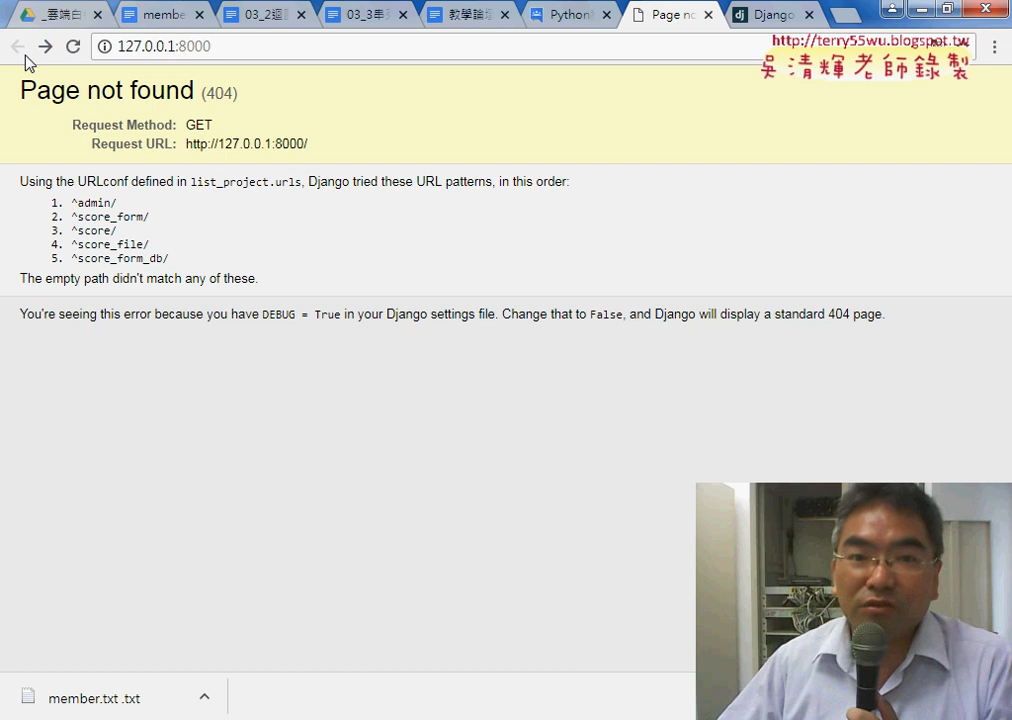 _雲端白
membe
03_2迴
03_3串
教學論壇
Python
Page no
Django
127.0.0.1:8000
http://terry55wu.blogspot.tw
吳清輝老師錄製
Page not found (404)
Request Method: GET
Request URL: http://127.0.0.1:8000/
Using the URLconf defined in list_project.urls, Django tried these URL patterns, in this order:
1. ^admin/
2. ^score_form/
3. ^score/
4. ^score_file/
5. ^score_form_db/
The empty path didn't match any of these.
You're seeing this error because you have DEBUG = True in your Django settings file. Change that to False, and Django will display a standard 404 page.
member.txt .txt